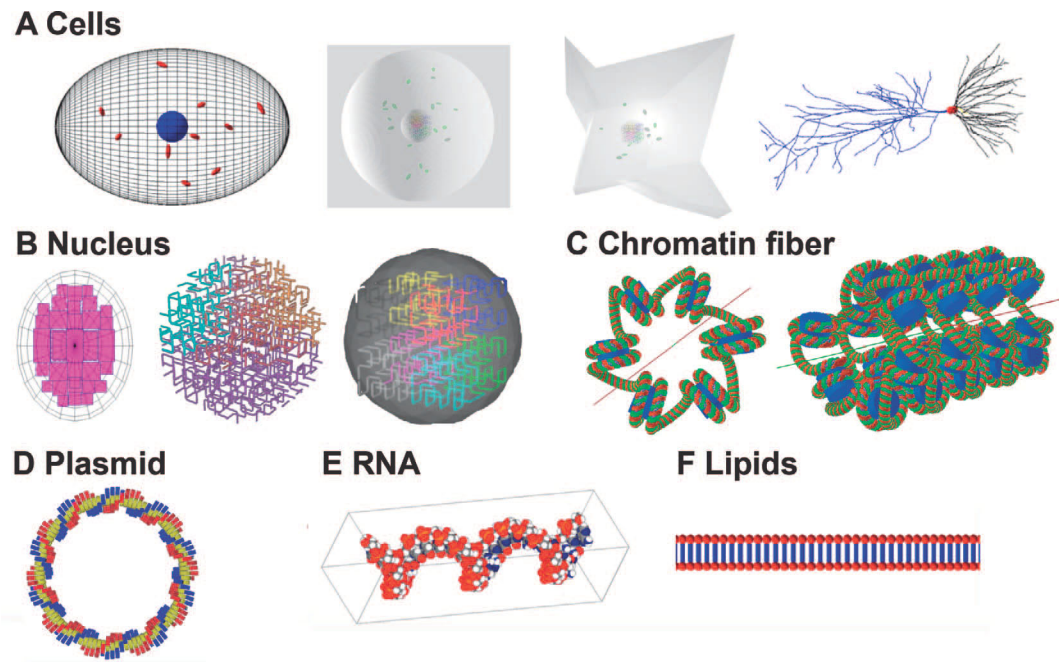 A Cells
B Nucleus
C Chromatin fiber
D Plasmid
E RNA
F Lipids